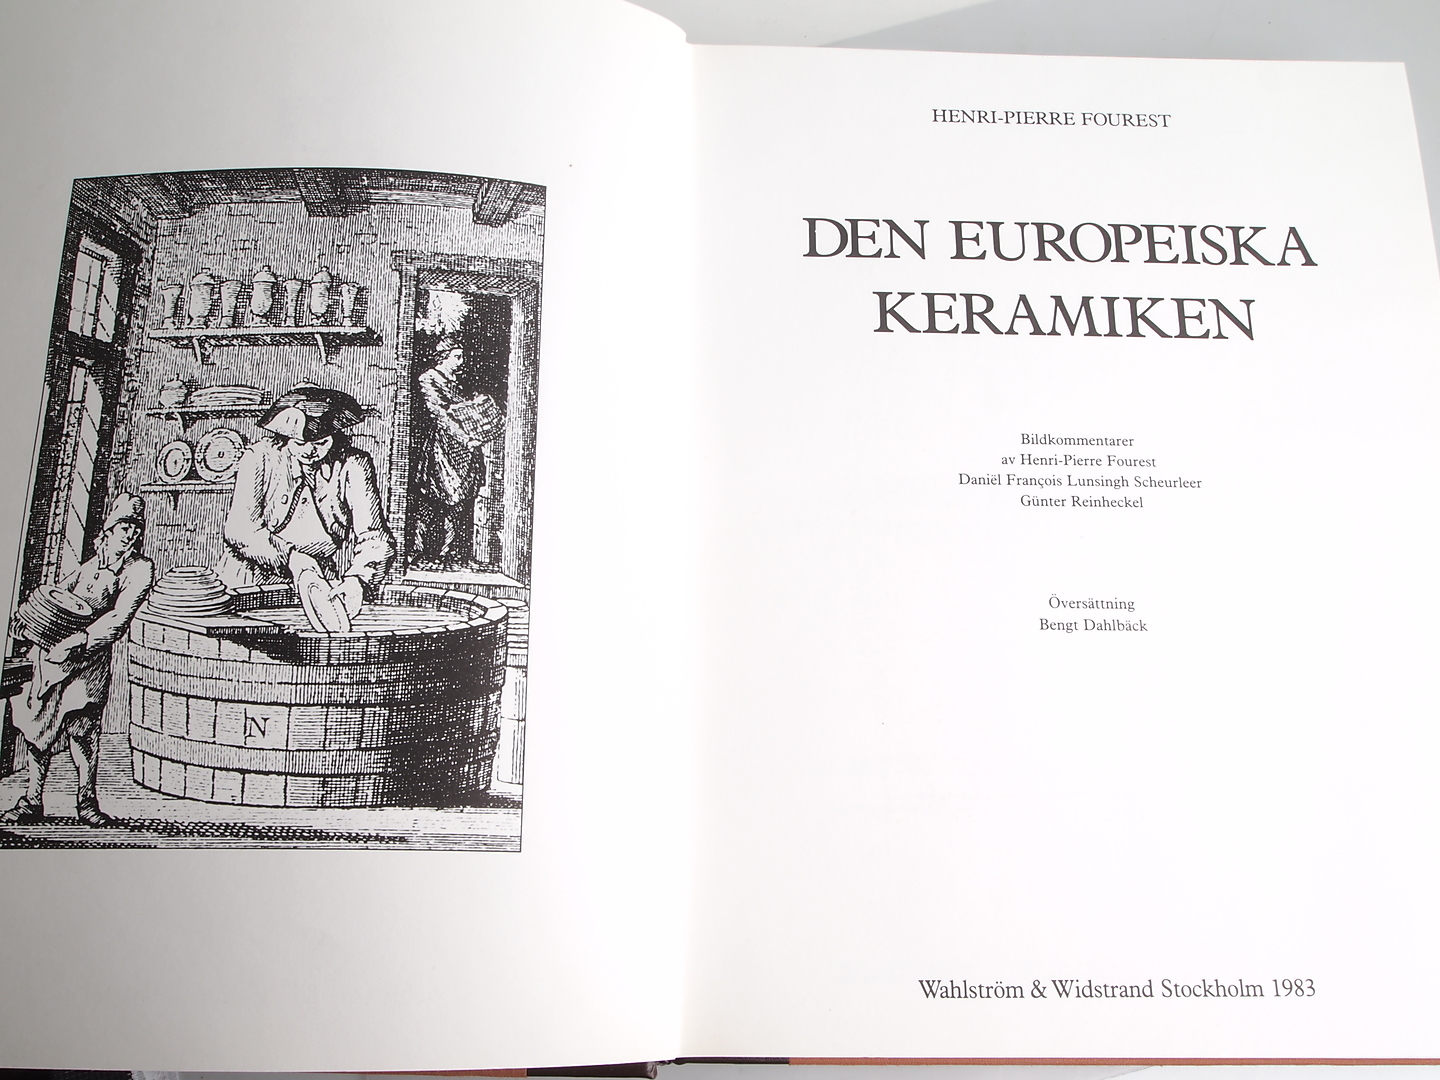 N
HENRI-PIERRE FOUREST
DEN EUROPEISKA
KERAMIKEN
Bildkommentarer
av Henri-Pierre Fourest
Daniël François Lunsingh Scheurleer
Günter Reinheckel
Översättning
Bengt Dahlbäck
Wahlström & Widstrand Stockholm 1983